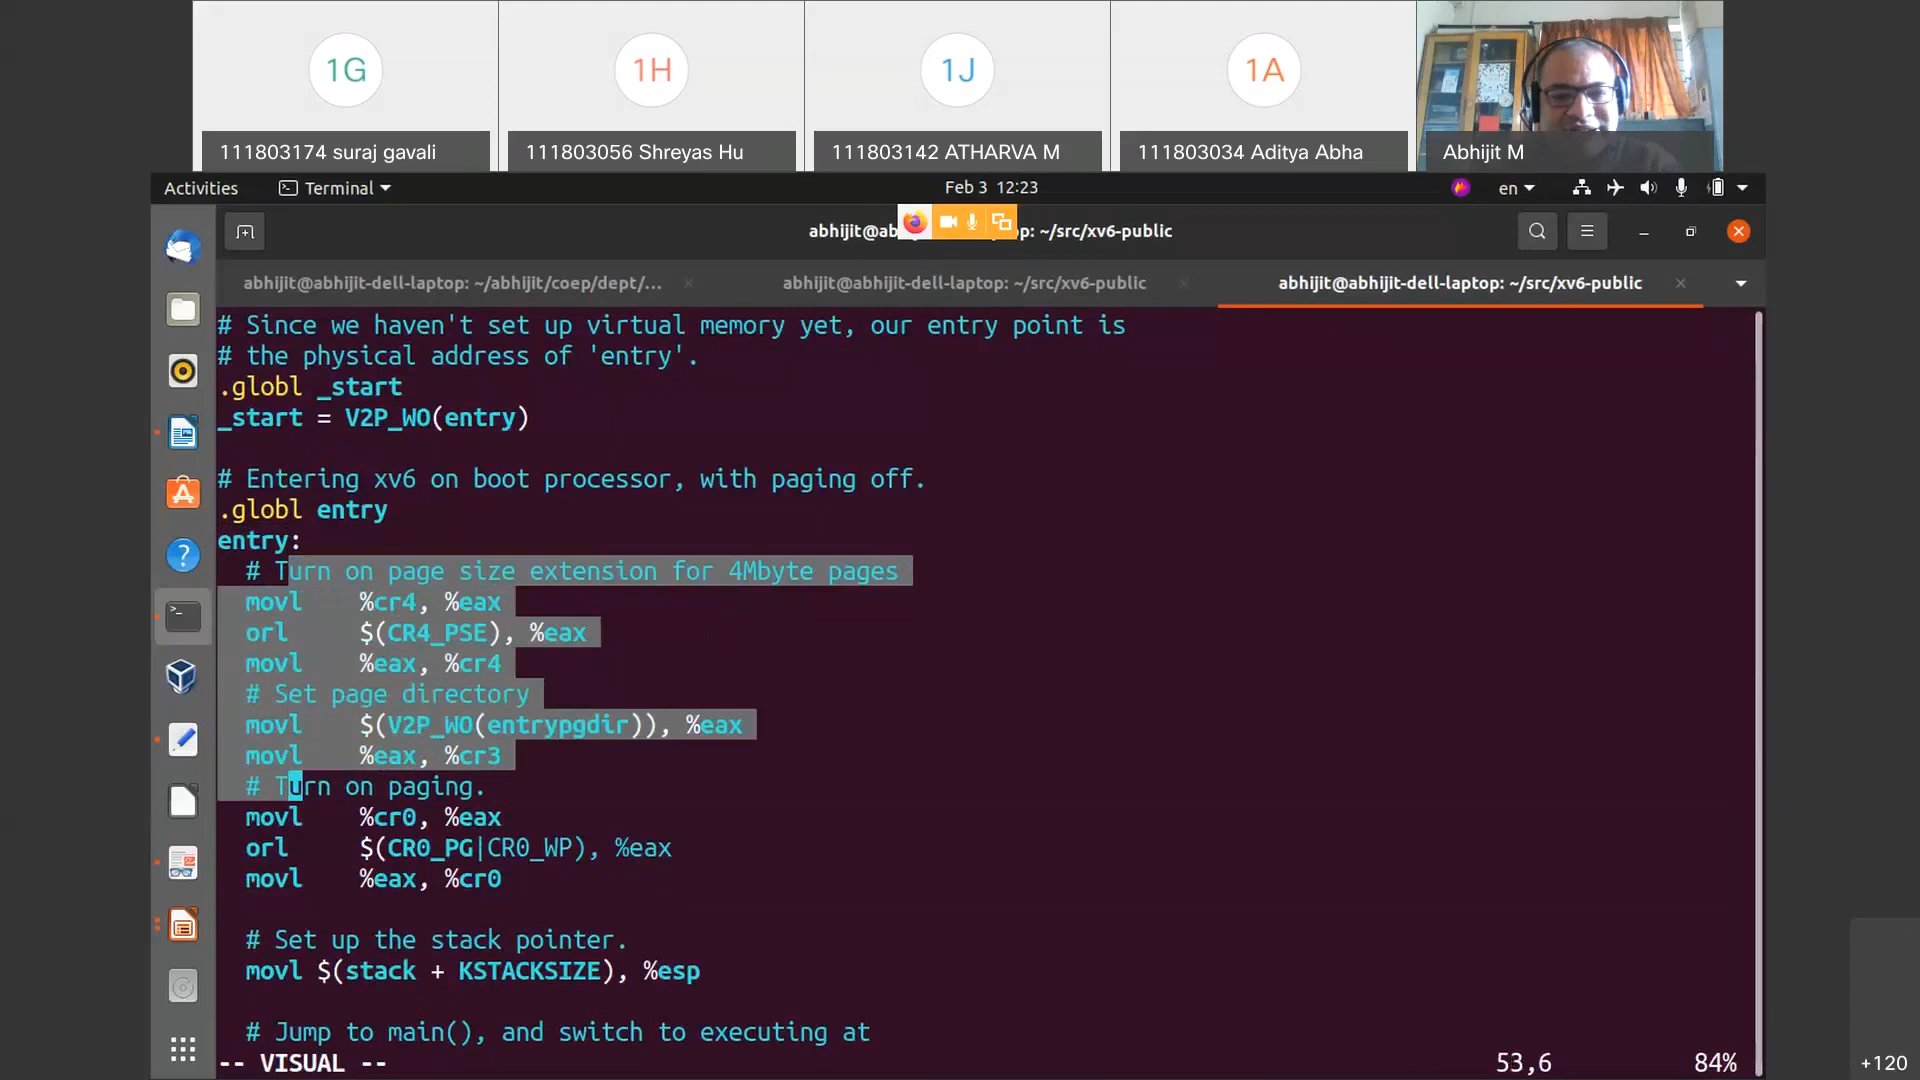 1G
1H
1J
1A
111803174 suraj gavali
111803056 Shreyas Hu
111803142 ATHARVA M
111803034 Aditya Abha
Abhijit M
Activities
Terminal
Feb 3 12:23
en
abhijit@ab
op: ~/src/xv6-public
abhijit@abhijit-dell-laptop: ~/abhijit/coep/dept/...
abhijit@abhijit-dell-laptop: ~/src/xv6-public
abhijit@abhijit-dell-laptop: ~/src/xv6-public
# Since we haven't set up virtual memory yet, our entry point is
# the physical address of 'entry'.
.globl _start
_start = V2P_WO(entry)
# Entering xv6 on boot processor, with paging off.
.globl entry
entry:
# Turn on page size extension for 4Mbyte pages
movl %cr4, %eax
orl $(CR4_PSE), %eax
movl %eax, %cr4
# Set page directory
movl $(V2P_WO(entrypgdir)), %eax
movl %eax, %cr3
# Turn on paging.
movl %cr0, %eax
orl $(CR0_PG|CR0_WP), %eax
movl %eax, %cr0
# Set up the stack pointer.
movl $(stack + KSTACKSIZE), %esp
# Jump to main(), and switch to executing at
-- VISUAL --
53,6
84%
+120